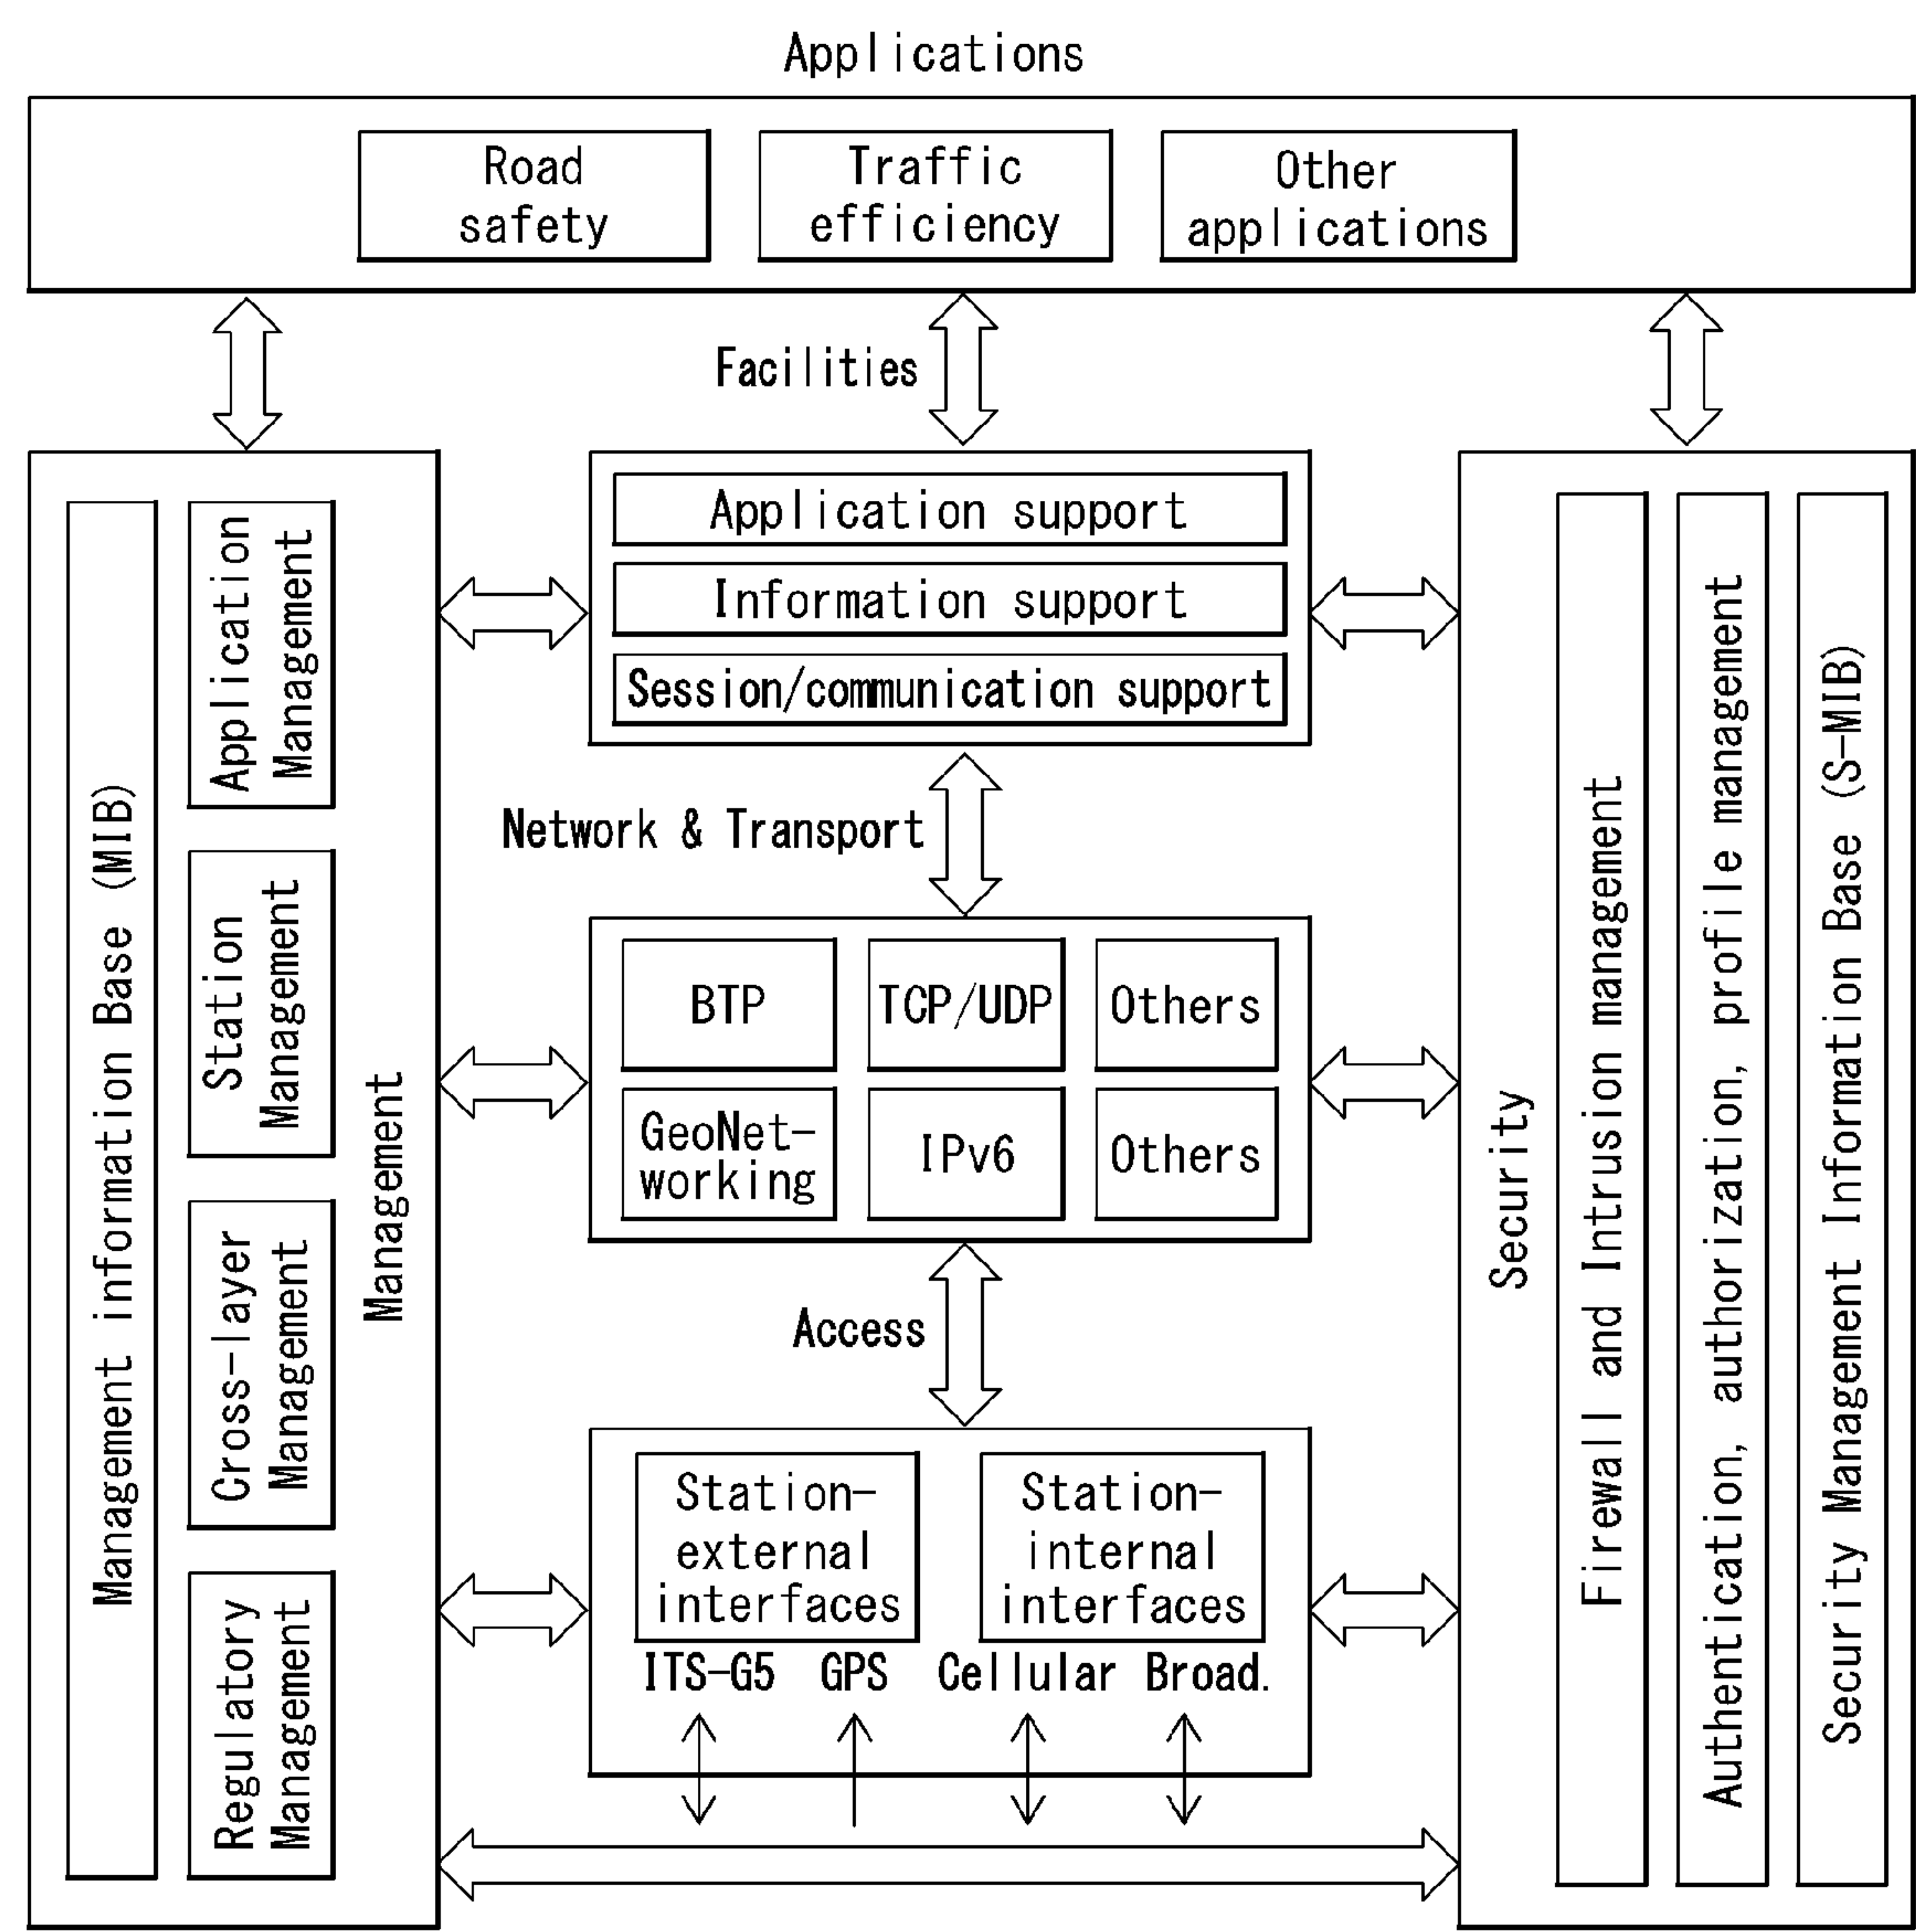 Applications
Road
safety
Traffic
efficiency
Other
applications
Facilities
Management information Base (MIB)
Application
Management
Station
Management
Cross-layer
Management
Regulatory
Management
Management
Application support
Information support
Session/communication support
Network & Transport
BTP
TCP/UDP
Others
GeoNet-
working
IPv6
Others
Access
Station-
external
interfaces
Station-
internal
interfaces
ITS-G5 GPS Cellular Broad.
Security
Firewall and Intrusion management
Authentication, authorization, profile management
Security Management Information Base (S-MIB)